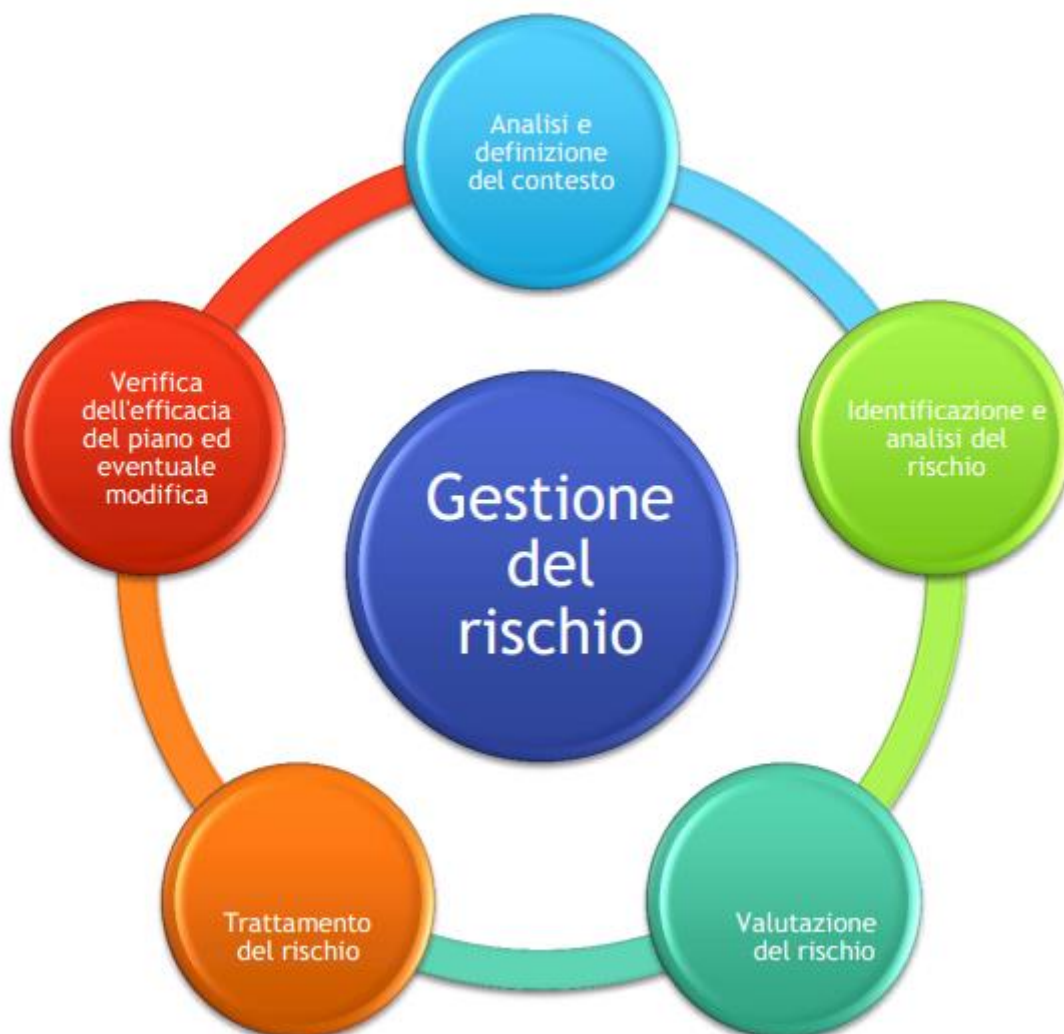 Analisi e
definizione
del contesto
Identificazione e
analisi del
rischio
Valutazione
del rischio
Trattamento
del rischio
Verifica
dell'efficacia
del piano ed
eventuale
modifica
Gestione
del
rischio